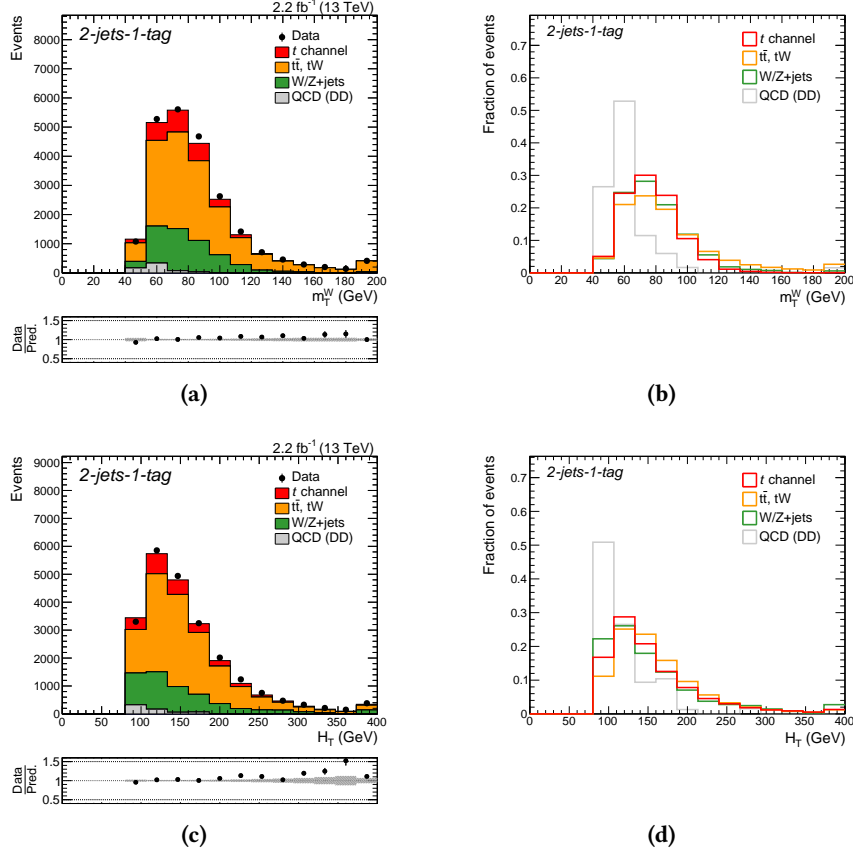 2.2 fb⁻¹ (13 TeV)
Events
8000
7000
6000
5000
4000
3000
2000
1000
0
2-jets-1-tag
Data
t channel
tt̄, tW
W/Z+jets
QCD (DD)
0 20 40 60 80 100 120 140 160 180 200
m_T^W (GeV)
Data
Pred.
1.5
1
0.5
(a)
Fraction of events
0.7
0.6
0.5
0.4
0.3
0.2
0.1
0
2-jets-1-tag
t channel
tt̄, tW
W/Z+jets
QCD (DD)
0 20 40 60 80 100 120 140 160 180 200
m_T^W (GeV)
(b)
2.2 fb⁻¹ (13 TeV)
Events
9000
8000
7000
6000
5000
4000
3000
2000
1000
0
2-jets-1-tag
Data
t channel
tt̄, tW
W/Z+jets
QCD (DD)
0 50 100 150 200 250 300 350 400
H_T (GeV)
Data
Pred.
1.5
1
0.5
(c)
Fraction of events
0.7
0.6
0.5
0.4
0.3
0.2
0.1
0
2-jets-1-tag
t channel
tt̄, tW
W/Z+jets
QCD (DD)
0 50 100 150 200 250 300 350 400
H_T (GeV)
(d)